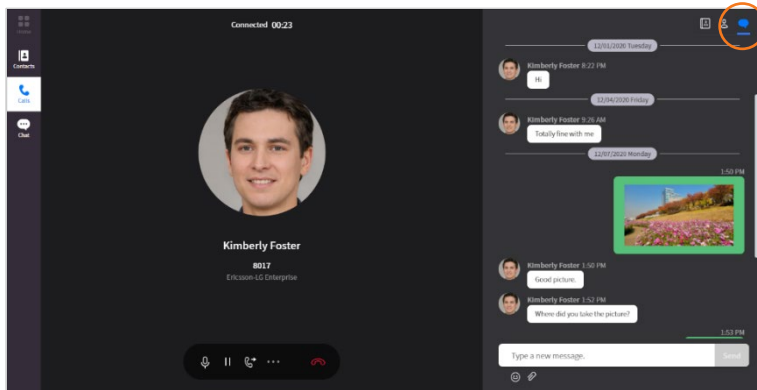 Home
Contacts
Calls
Chat
Connected 00:23
Kimberly Foster
8017
Ericsson-LG Enterprise
12/01/2020 Tuesday
Kimberly Foster 8:22 PM
Hi
12/04/2020 Friday
Kimberly Foster 9:26 AM
Totally fine with me
12/07/2020 Monday
1:50 PM
Kimberly Foster 1:50 PM
Good picture.
Kimberly Foster 1:52 PM
Where did you take the picture?
1:53 PM
Type a new message.
Send